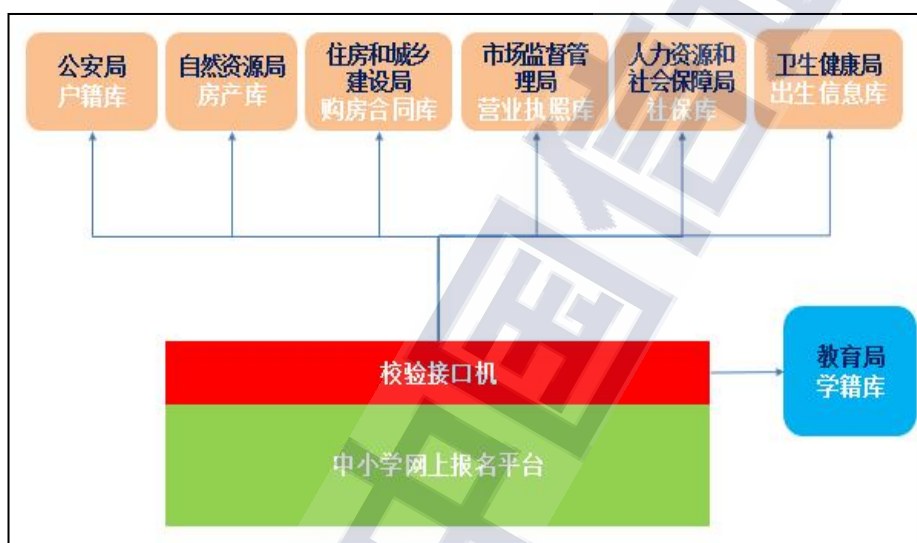 公安局
户籍库
自然资源局
房产库
住房和城乡
建设局
购房合同库
市场监督管
理局
营业执照库
人力资源和
社会保障局
社保库
卫生健康局
出生信息库
教育局
学籍库
校验接口机
中小学网上报名平台
中国信通